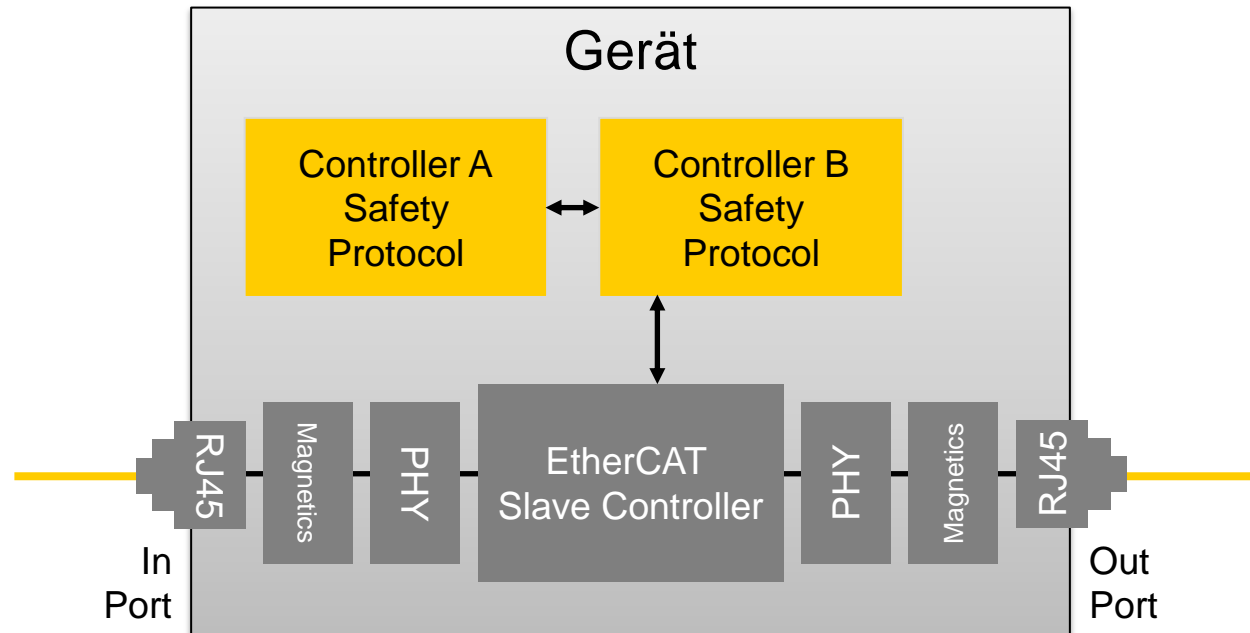 Gerät
Controller A
Safety
Protocol
Controller B
Safety
Protocol
RJ45
Magnetics
PHY
EtherCAT
Slave Controller
PHY
Magnetics
RJ45
In
Port
Out
Port